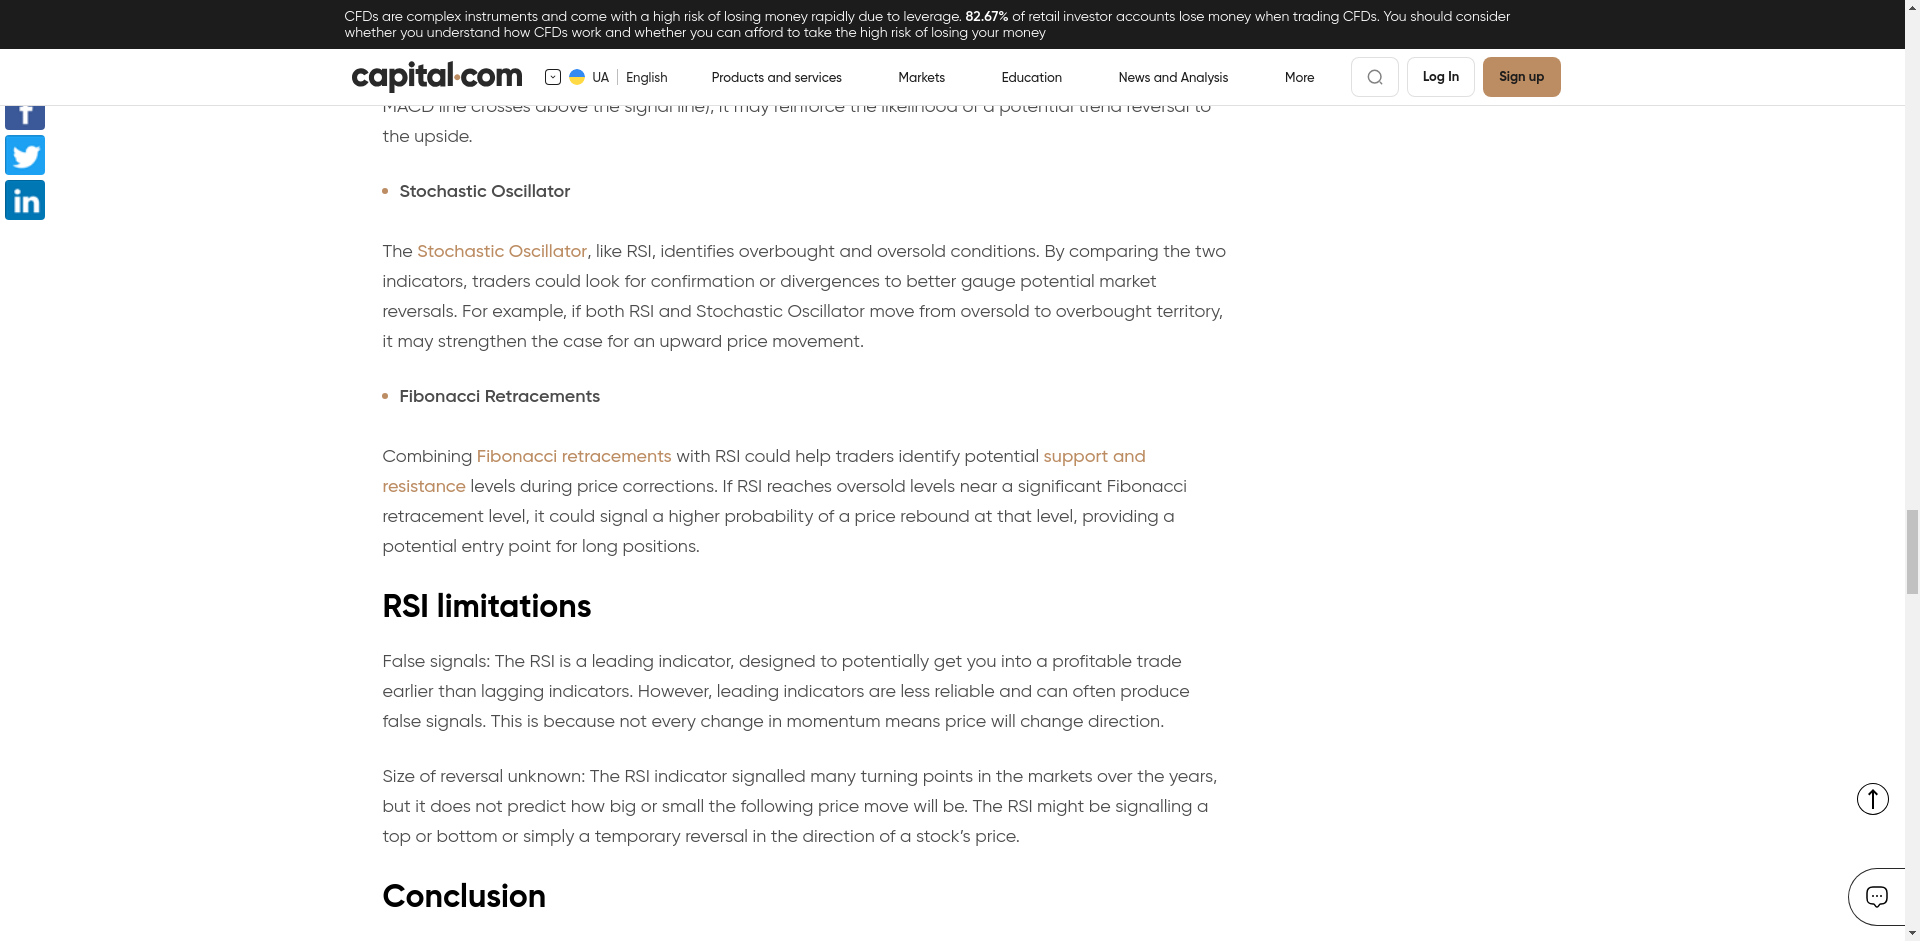 CFDs are complex instruments and come with a high risk of losing money rapidly due to leverage. 82.67% of retail investor accounts lose money when trading CFDs. You should consider
whether you understand how CFDs work and whether you can afford to take the high risk of losing your money
capital.com
UA English
Products and services
Markets
Education
News and Analysis
More
Log In
Sign up
MACD line crosses above the signal line), it may reinforce the likelihood of a potential trend reversal to
the upside.
Stochastic Oscillator
The Stochastic Oscillator, like RSI, identifies overbought and oversold conditions. By comparing the two
indicators, traders could look for confirmation or divergences to better gauge potential market
reversals. For example, if both RSI and Stochastic Oscillator move from oversold to overbought territory,
it may strengthen the case for an upward price movement.
Fibonacci Retracements
Combining Fibonacci retracements with RSI could help traders identify potential support and
resistance levels during price corrections. If RSI reaches oversold levels near a significant Fibonacci
retracement level, it could signal a higher probability of a price rebound at that level, providing a
potential entry point for long positions.
RSI limitations
False signals: The RSI is a leading indicator, designed to potentially get you into a profitable trade
earlier than lagging indicators. However, leading indicators are less reliable and can often produce
false signals. This is because not every change in momentum means price will change direction.
Size of reversal unknown: The RSI indicator signalled many turning points in the markets over the years,
but it does not predict how big or small the following price move will be. The RSI might be signalling a
top or bottom or simply a temporary reversal in the direction of a stock’s price.
Conclusion